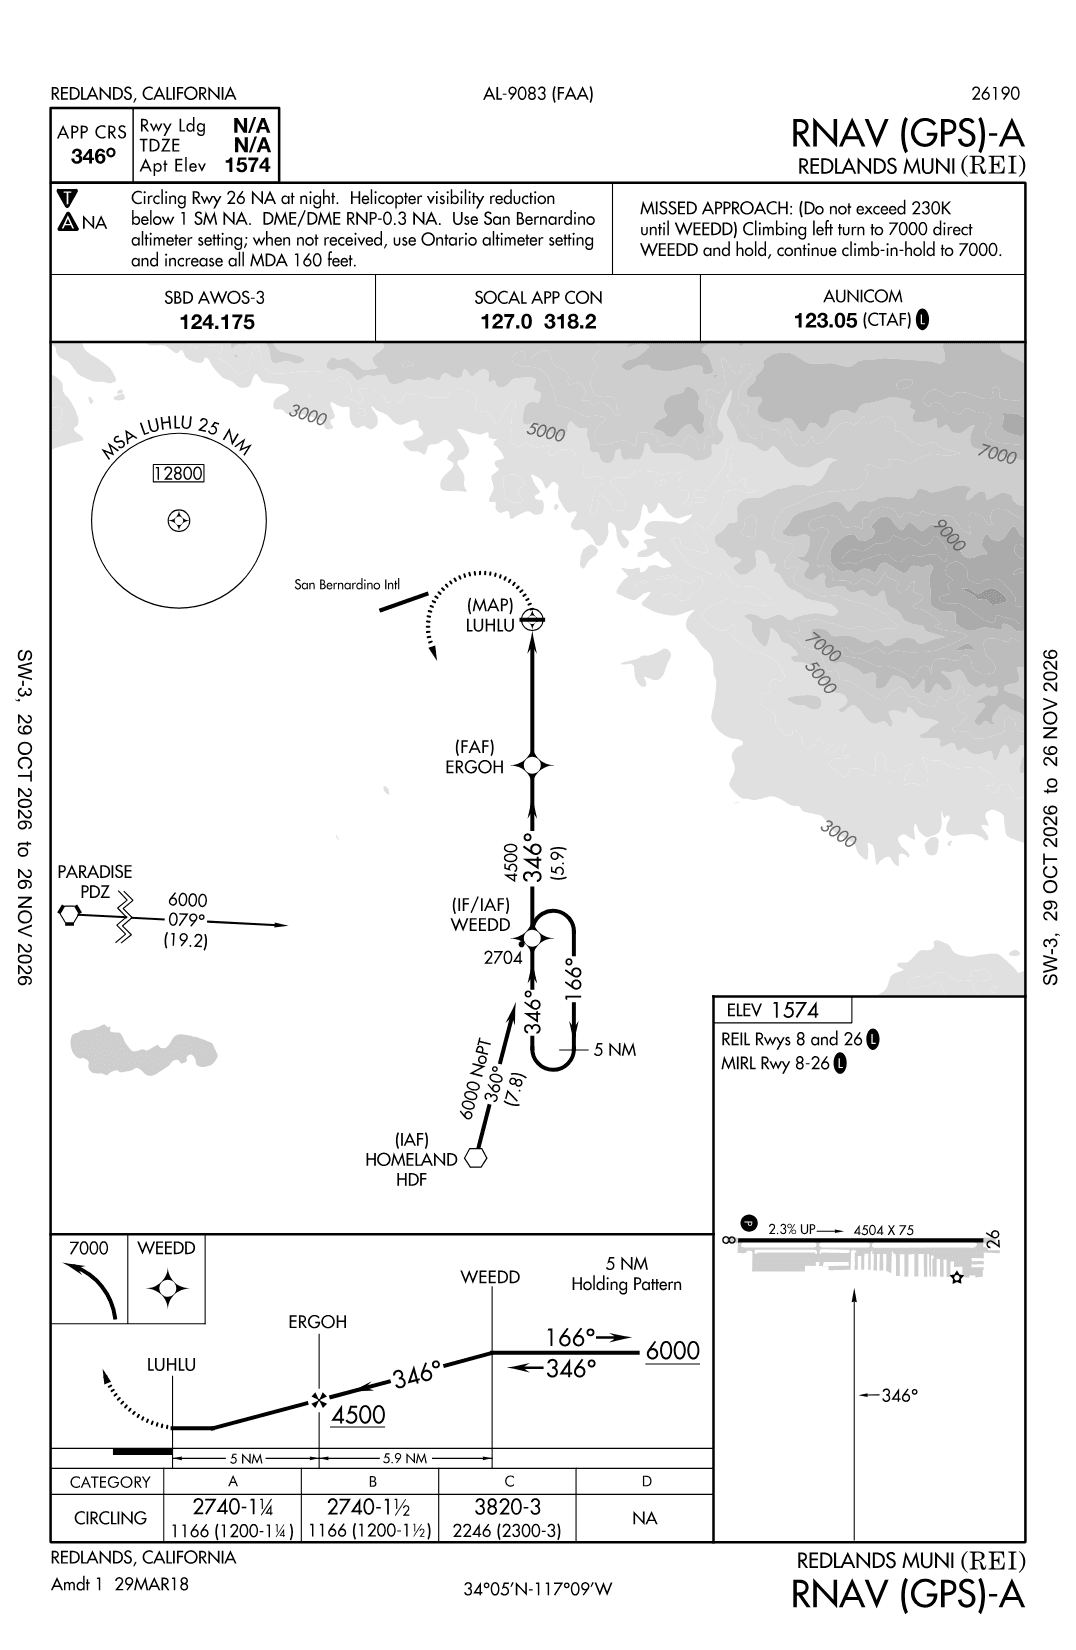 REDLANDS, CALIFORNIA
AL-9083 (FAA)
26190
APP CRS
346°
Rwy Ldg N/A
TDZE N/A
Apt Elev 1574
RNAV (GPS)-A
REDLANDS MUNI (REI)
T
A NA
Circling Rwy 26 NA at night. Helicopter visibility reduction
below 1 SM NA. DME/DME RNP-0.3 NA. Use San Bernardino
altimeter setting; when not received, use Ontario altimeter setting
and increase all MDA 160 feet.
MISSED APPROACH: (Do not exceed 230K
until WEEDD) Climbing left turn to 7000 direct
WEEDD and hold, continue climb-in-hold to 7000.
SBD AWOS-3
124.175
SOCAL APP CON
127.0 318.2
AUNICOM
123.05 (CTAF) L
MSA LUHLU 25 NM
12800
3000
5000
7000
9000
7000
5000
3000
San Bernardino Intl
(MAP)
LUHLU
(FAF)
ERGOH
4500
346°
(5.9)
PARADISE
PDZ
6000
079°
(19.2)
(IF/IAF)
WEEDD
2704
346°
166°
5 NM
6000 NoPT
360°
(7.8)
(IAF)
HOMELAND
HDF
SW-3, 29 OCT 2026 to 26 NOV 2026
SW-3, 29 OCT 2026 to 26 NOV 2026
ELEV 1574
REIL Rwys 8 and 26 L
MIRL Rwy 8-26 L
P
2.3% UP
4504 X 75
8
26
346°
7000
WEEDD
LUHLU
ERGOH
WEEDD
5 NM
Holding Pattern
166°
346°
6000
346°
4500
5 NM
5.9 NM
CATEGORY A B C D
CIRCLING
2740-1¼
1166 (1200-1¼)
2740-1½
1166 (1200-1½)
3820-3
2246 (2300-3)
NA
REDLANDS, CALIFORNIA
Amdt 1 29MAR18
34°05'N-117°09'W
REDLANDS MUNI (REI)
RNAV (GPS)-A